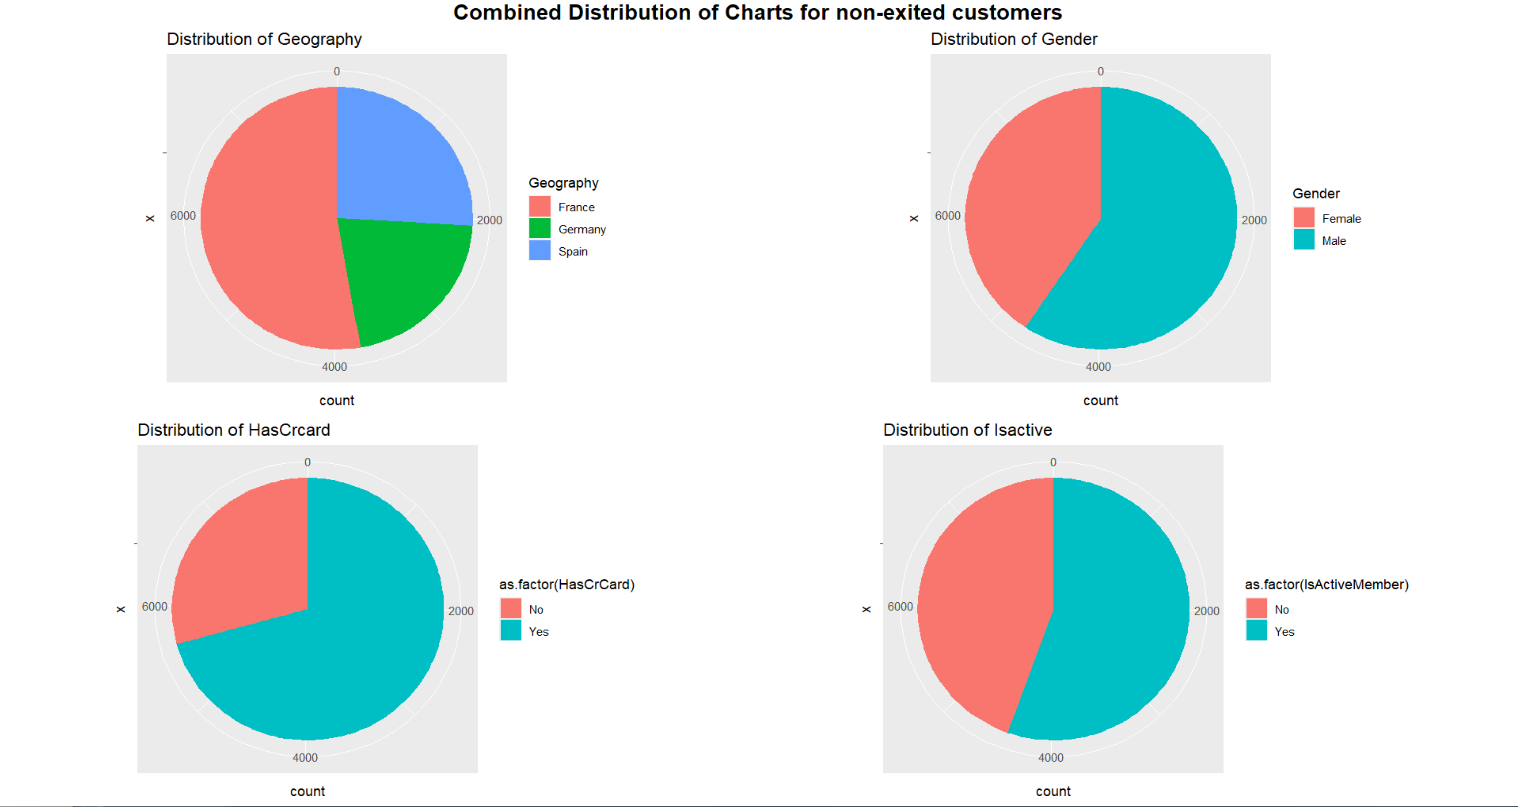 Combined Distribution of Charts for non-exited customers
Distribution of Geography
0
6000
2000
4000
x
count
Geography
France
Germany
Spain
Distribution of Gender
0
6000
2000
4000
x
count
Gender
Female
Male
Distribution of HasCrcard
0
6000
2000
4000
x
count
as.factor(HasCrCard)
No
Yes
Distribution of Isactive
0
6000
2000
4000
x
count
as.factor(IsActiveMember)
No
Yes